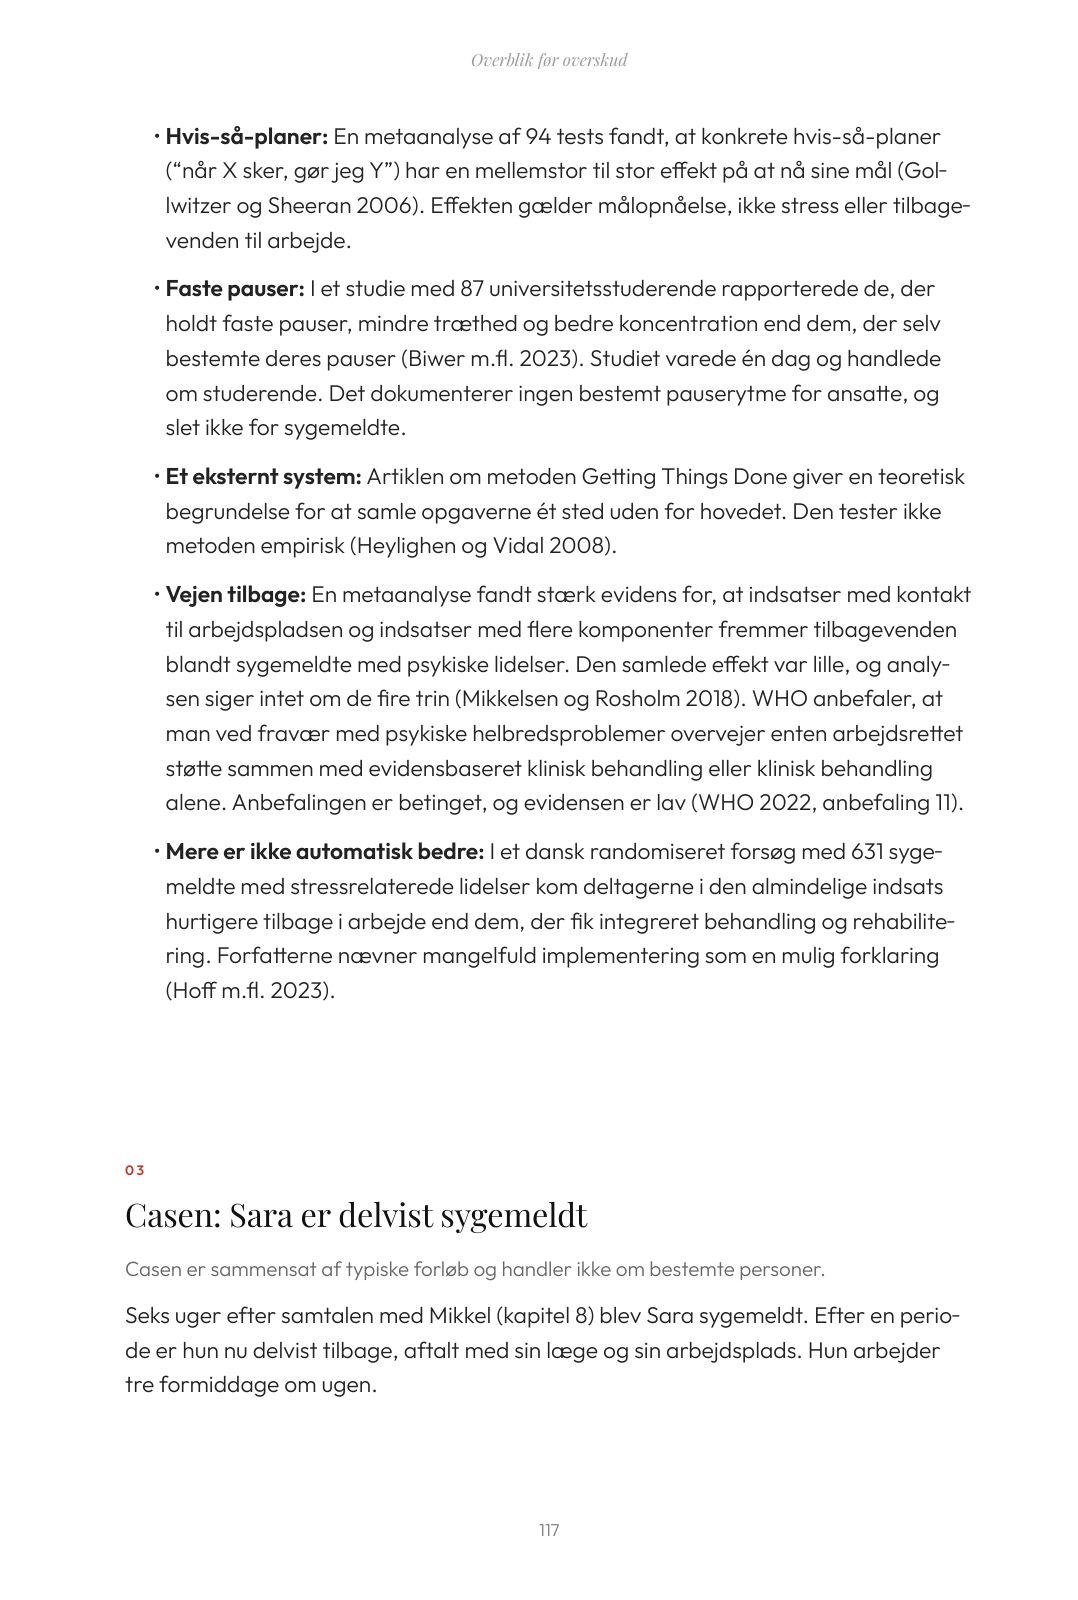 Overblik før overskud
• Hvis-så-planer: En metaanalyse af 94 tests fandt, at konkrete hvis-så-planer
(“når X sker, gør jeg Y”) har en mellemstor til stor effekt på at nå sine mål (Gol-
lwitzer og Sheeran 2006). Effekten gælder målopnåelse, ikke stress eller tilbage-
venden til arbejde.
• Faste pauser: I et studie med 87 universitetsstuderende rapporterede de, der
holdt faste pauser, mindre træthed og bedre koncentration end dem, der selv
bestemte deres pauser (Biwer m.fl. 2023). Studiet varede én dag og handlede
om studerende. Det dokumenterer ingen bestemt pauserytme for ansatte, og
slet ikke for sygemeldte.
• Et eksternt system: Artiklen om metoden Getting Things Done giver en teoretisk
begrundelse for at samle opgaverne ét sted uden for hovedet. Den tester ikke
metoden empirisk (Heylighen og Vidal 2008).
• Vejen tilbage: En metaanalyse fandt stærk evidens for, at indsatser med kontakt
til arbejdspladsen og indsatser med flere komponenter fremmer tilbagevenden
blandt sygemeldte med psykiske lidelser. Den samlede effekt var lille, og analy-
sen siger intet om de fire trin (Mikkelsen og Rosholm 2018). WHO anbefaler, at
man ved fravær med psykiske helbredsproblemer overvejer enten arbejdsrettet
støtte sammen med evidensbaseret klinisk behandling eller klinisk behandling
alene. Anbefalingen er betinget, og evidensen er lav (WHO 2022, anbefaling 11).
• Mere er ikke automatisk bedre: I et dansk randomiseret forsøg med 631 syge-
meldte med stressrelaterede lidelser kom deltagerne i den almindelige indsats
hurtigere tilbage i arbejde end dem, der fik integreret behandling og rehabilite-
ring. Forfatterne nævner mangelfuld implementering som en mulig forklaring
(Hoff m.fl. 2023).
03
Casen: Sara er delvist sygemeldt
Casen er sammensat af typiske forløb og handler ikke om bestemte personer.
Seks uger efter samtalen med Mikkel (kapitel 8) blev Sara sygemeldt. Efter en perio-
de er hun nu delvist tilbage, aftalt med sin læge og sin arbejdsplads. Hun arbejder
tre formiddage om ugen.
117